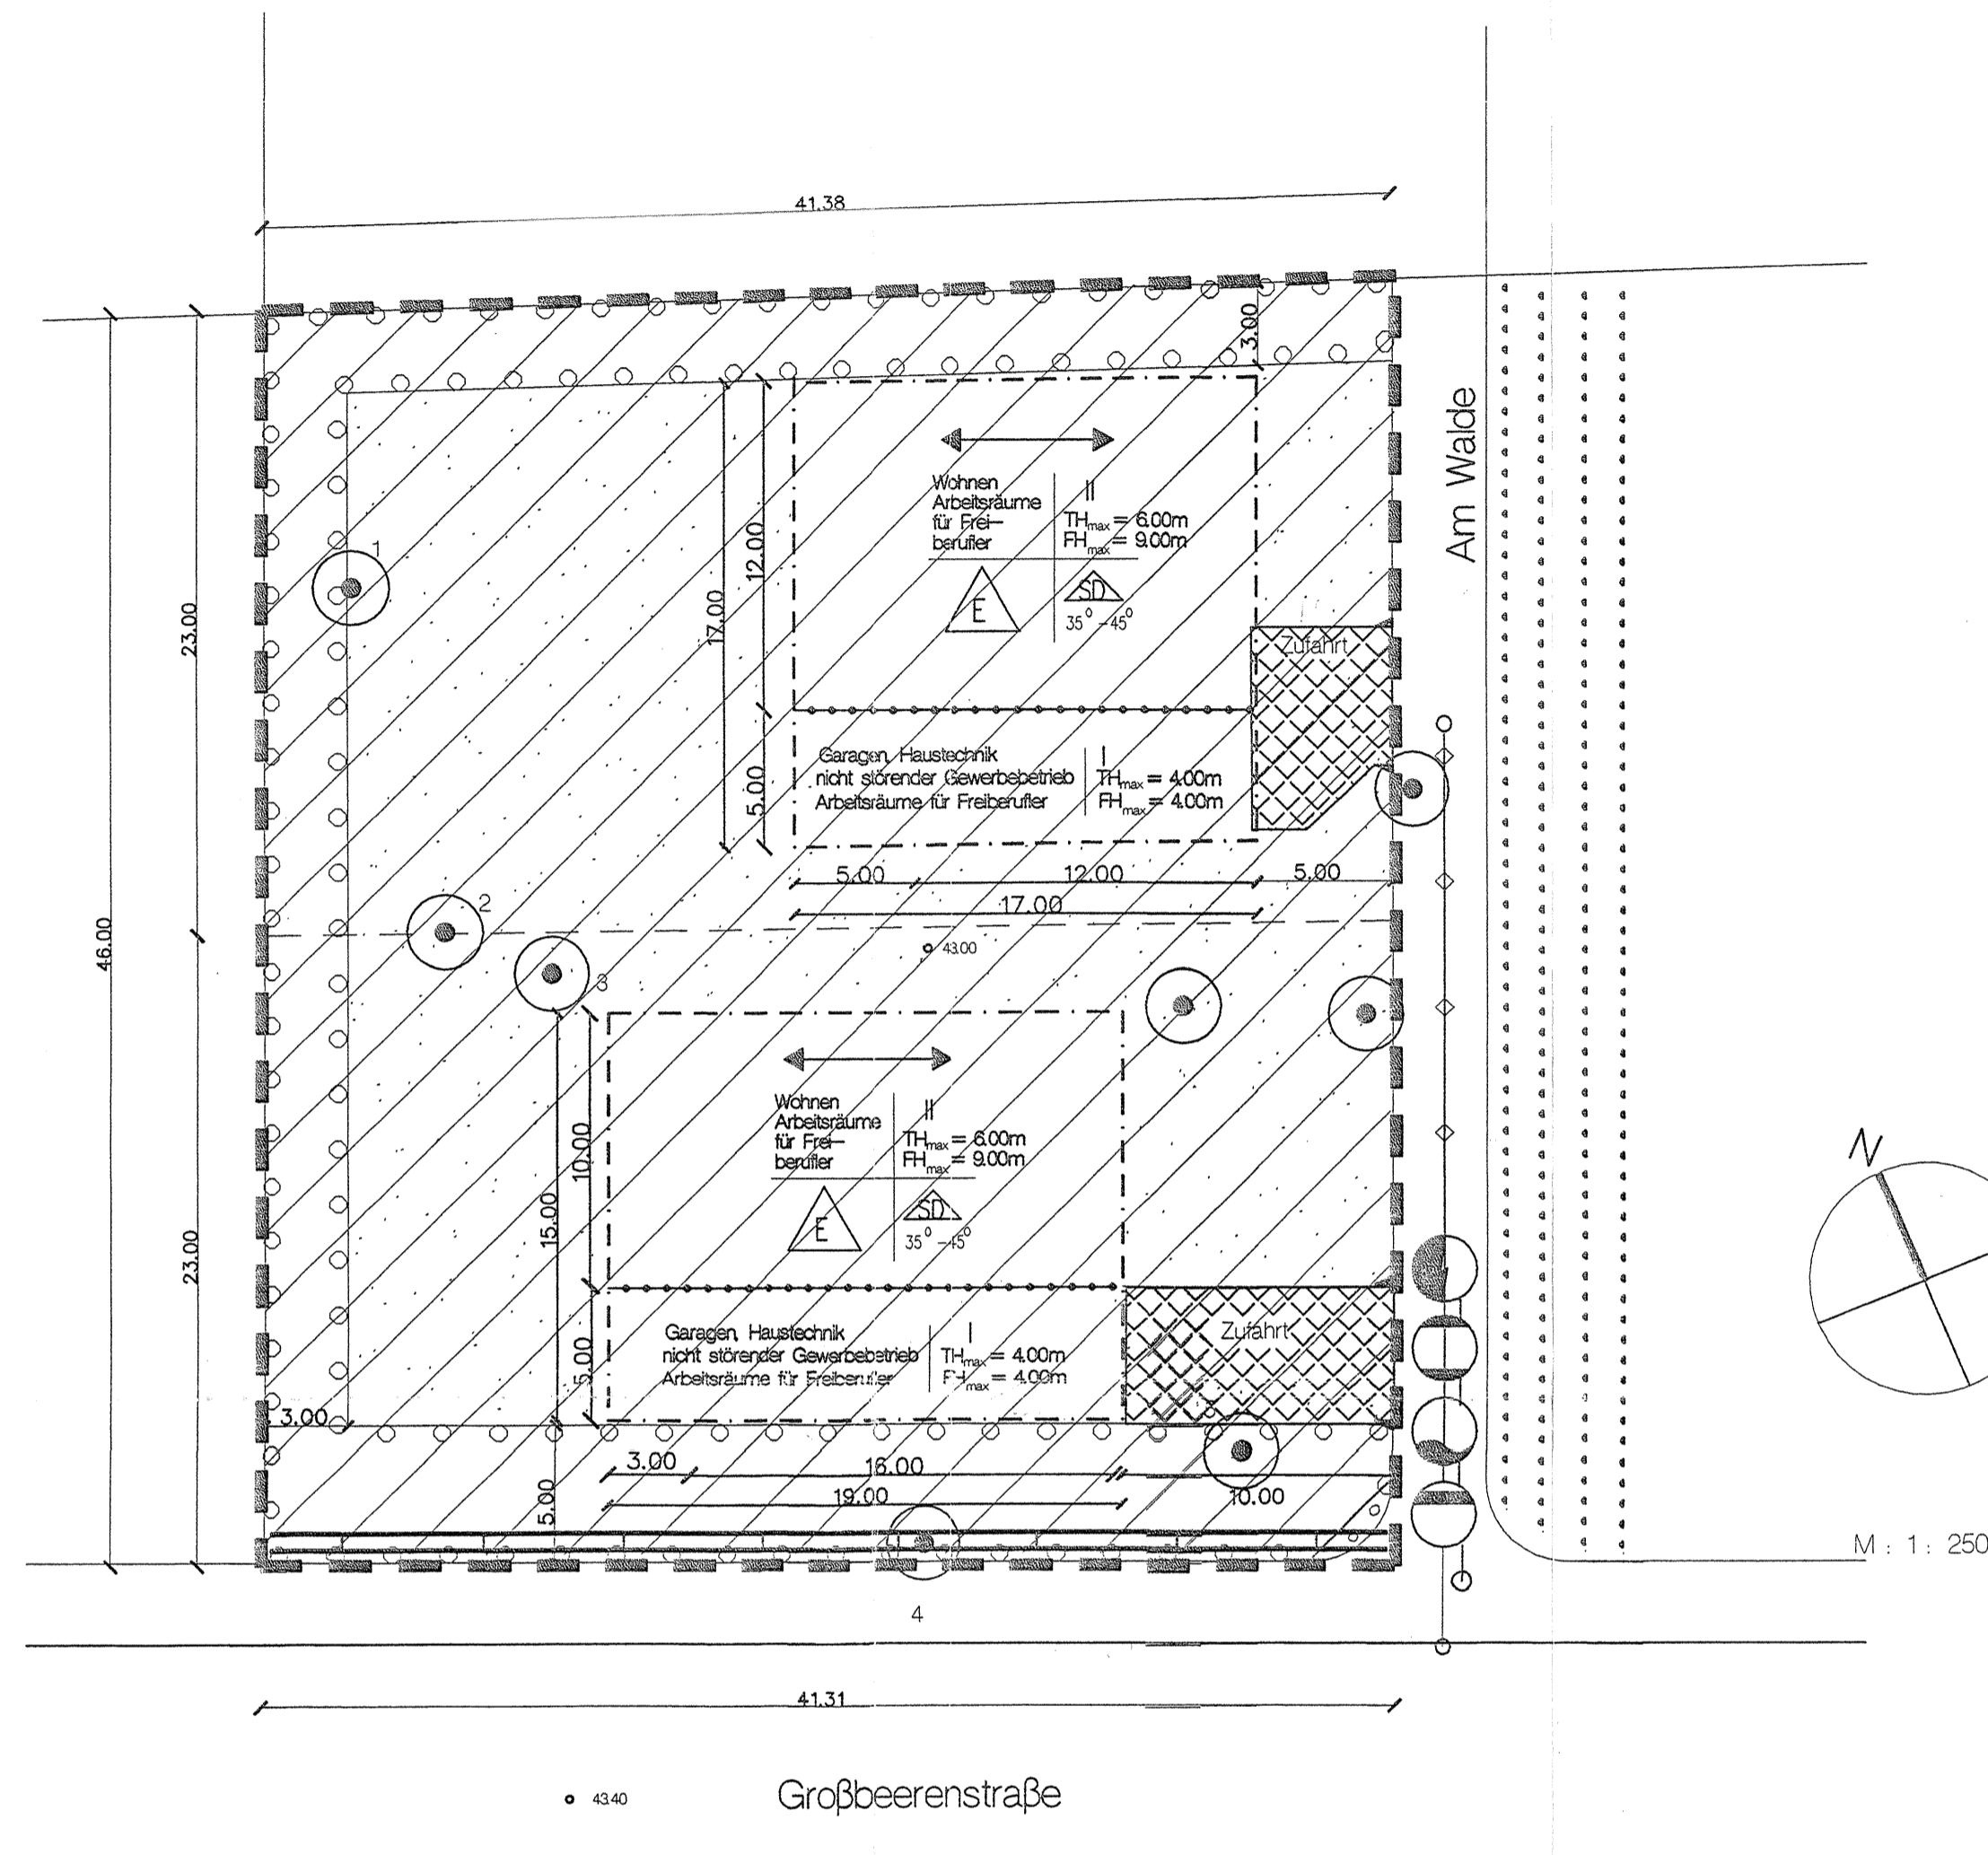 41.38
3.00
Am Walde
Wohnen
Arbeitsräume
für Frei-
berufler
II
THmax = 6.00m
FHmax = 9.00m
E
SD
35° -45°
12.00
17.00
23.00
Zufahrt
1
Garagen, Haustechnik
nicht störender Gewerbebetrieb
Arbeitsräume für Freiberufler
I
THmax = 4.00m
FHmax = 4.00m
5.00
5.00
12.00
5.00
17.00
2
43.00
46.00
3
Wohnen
Arbeitsräume
für Frei-
berufler
II
THmax = 6.00m
FHmax = 9.00m
E
SD
35° -45°
10.00
15.00
23.00
N
Zufahrt
Garagen, Haustechnik
nicht störender Gewerbebetrieb
Arbeitsräume für Freiberufler
I
THmax = 4.00m
FHmax = 4.00m
5.00
3.00
3.00
16.00
19.00
10.00
5.00
M : 1 : 250
4
41.31
43.40
Großbeerenstraße